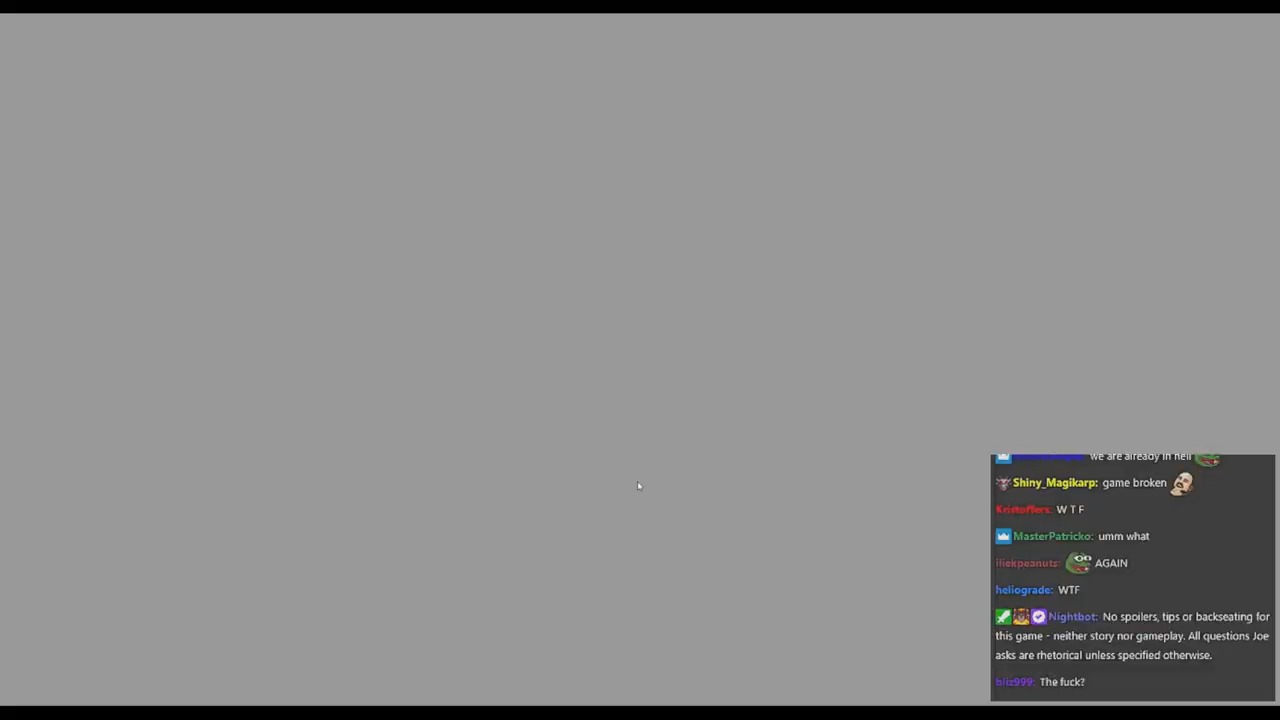 we are already in hell
Shiny_Magikarp: game broken
Kristoffers: W T F
MasterPatricko: umm what
iliekpeanuts: AGAIN
heliograde: WTF
Nightbot: No spoilers, tips or backseating for
this game - neither story nor gameplay. All questions Joe
asks are rhetorical unless specified otherwise.
bliz999: The fuck?